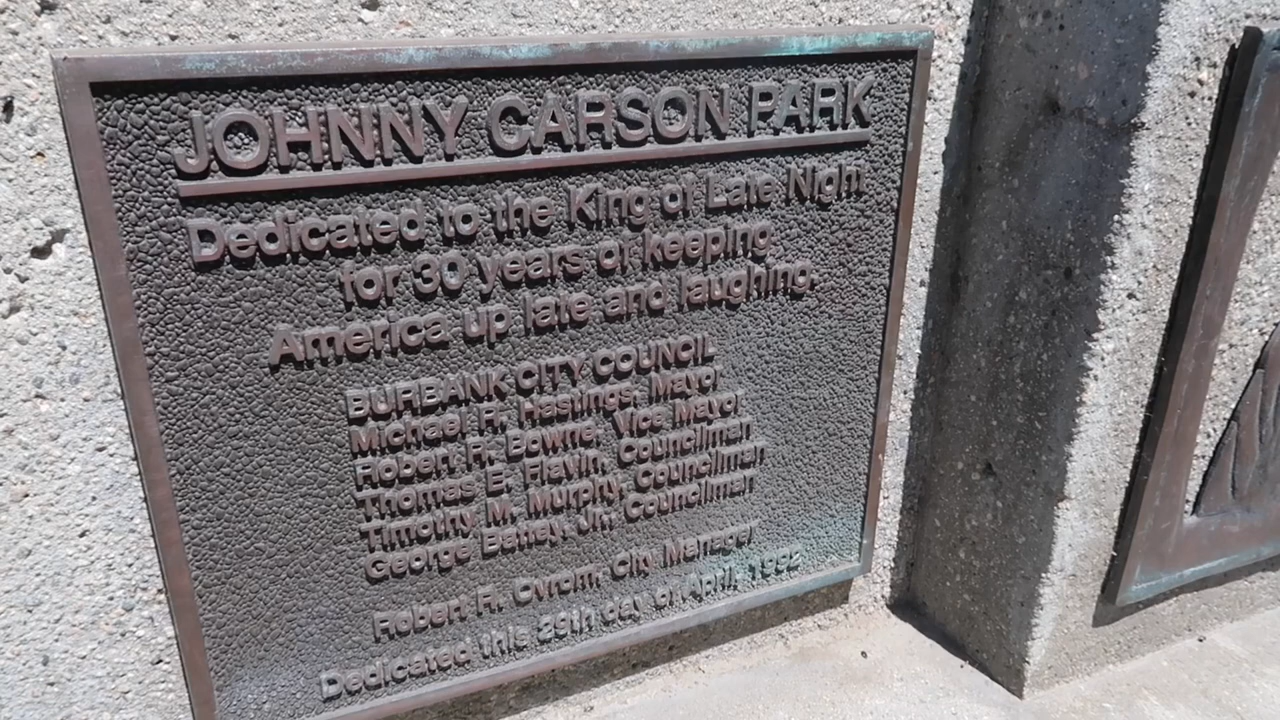 JOHNNY CARSON PARK
Dedicated to the King of Late Night
for 30 years of keeping
America up late and laughing.
BURBANK CITY COUNCIL
Michael R. Hastings, Mayor
Robert R. Bowne, Vice Mayor
Thomas E. Flavin, Councilman
Timothy M. Murphy, Councilman
George Battey, Jr., Councilman
Robert R. Ovrom, City Manager
Dedicated this 29th day of April, 1992